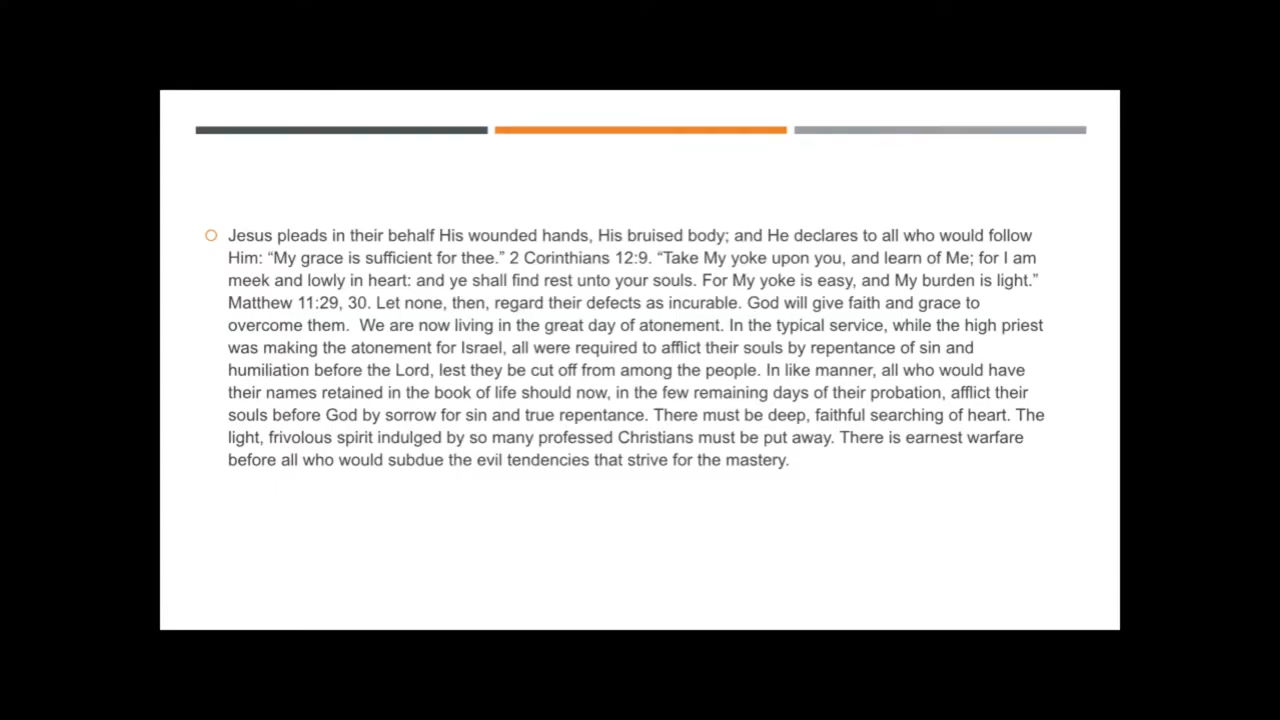 Jesus pleads in their behalf His wounded hands, His bruised body; and He declares to all who would follow
Him: “My grace is sufficient for thee.” 2 Corinthians 12:9. “Take My yoke upon you, and learn of Me; for I am
meek and lowly in heart: and ye shall find rest unto your souls. For My yoke is easy, and My burden is light.”
Matthew 11:29, 30. Let none, then, regard their defects as incurable. God will give faith and grace to
overcome them.  We are now living in the great day of atonement. In the typical service, while the high priest
was making the atonement for Israel, all were required to afflict their souls by repentance of sin and
humiliation before the Lord, lest they be cut off from among the people. In like manner, all who would have
their names retained in the book of life should now, in the few remaining days of their probation, afflict their
souls before God by sorrow for sin and true repentance. There must be deep, faithful searching of heart. The
light, frivolous spirit indulged by so many professed Christians must be put away. There is earnest warfare
before all who would subdue the evil tendencies that strive for the mastery.